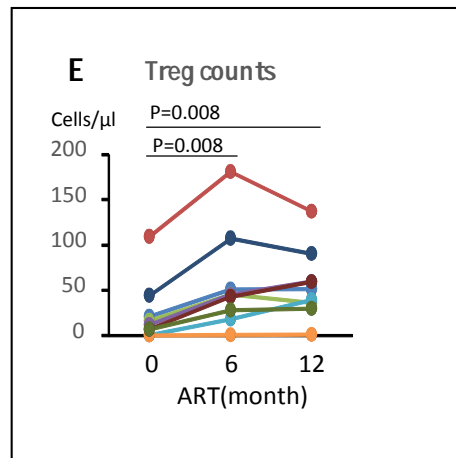 E Treg counts
Cells/µl
P=0.008
P=0.008
200
150
100
50
0
0 6 12
ART(month)